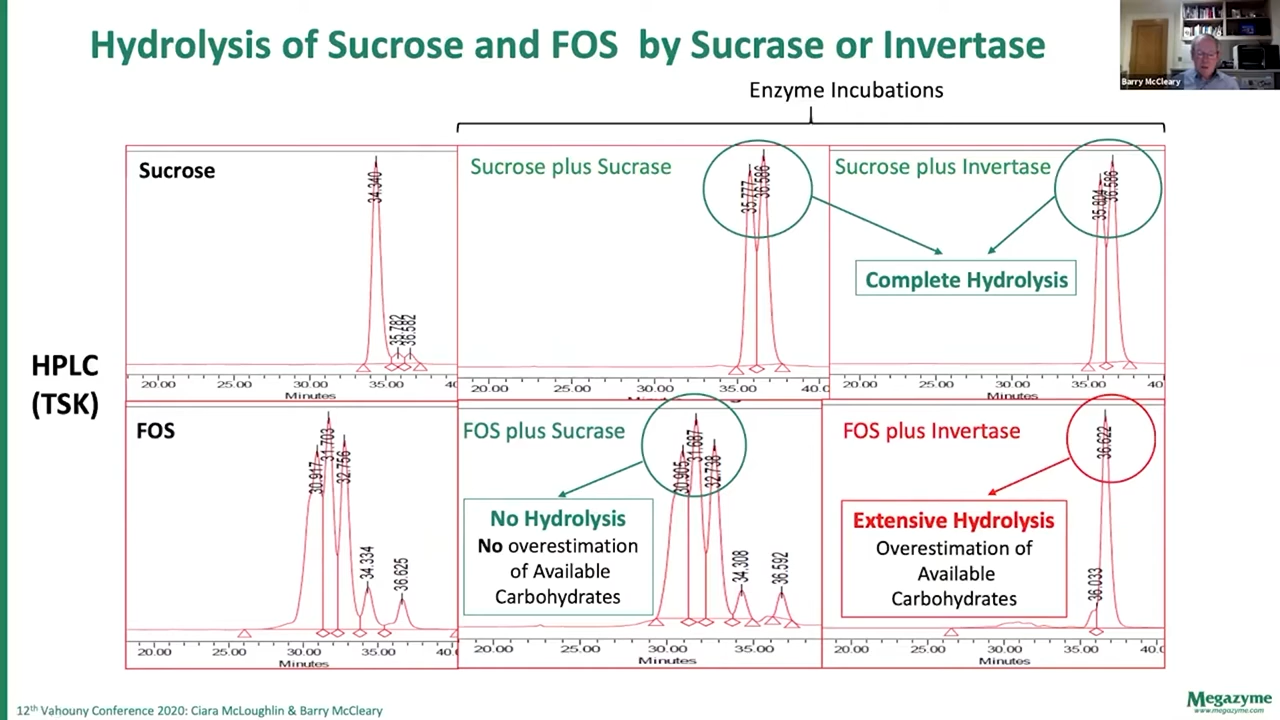 Hydrolysis of Sucrose and FOS by Sucrase or Invertase
Barry McCleary
Enzyme Incubations
Sucrose
34.340
35.782
36.582
20.00 25.00 30.00 35.00 40
Minutes
Sucrose plus Sucrase
35.777
36.586
20.00 25.00 30.00 35.00 40.0
Sucrose plus Invertase
35.804
36.586
20.00 25.00 30.00 35.00 40
Minutes
Complete Hydrolysis
HPLC
(TSK)
FOS
30.917
31.703
32.756
34.334
36.625
20.00 25.00 30.00 35.00 40.
Minutes
FOS plus Sucrase
30.905
31.687
32.738
34.308
36.592
No Hydrolysis
No overestimation
of Available
Carbohydrates
20.00 25.00 30.00 35.00 40.0
Minutes
FOS plus Invertase
36.622
36.033
Extensive Hydrolysis
Overestimation of
Available
Carbohydrates
20.00 25.00 30.00 35.00 40.0
Minutes
12th Vahouny Conference 2020: Ciara McLoughlin & Barry McCleary
Megazyme
www.megazyme.com